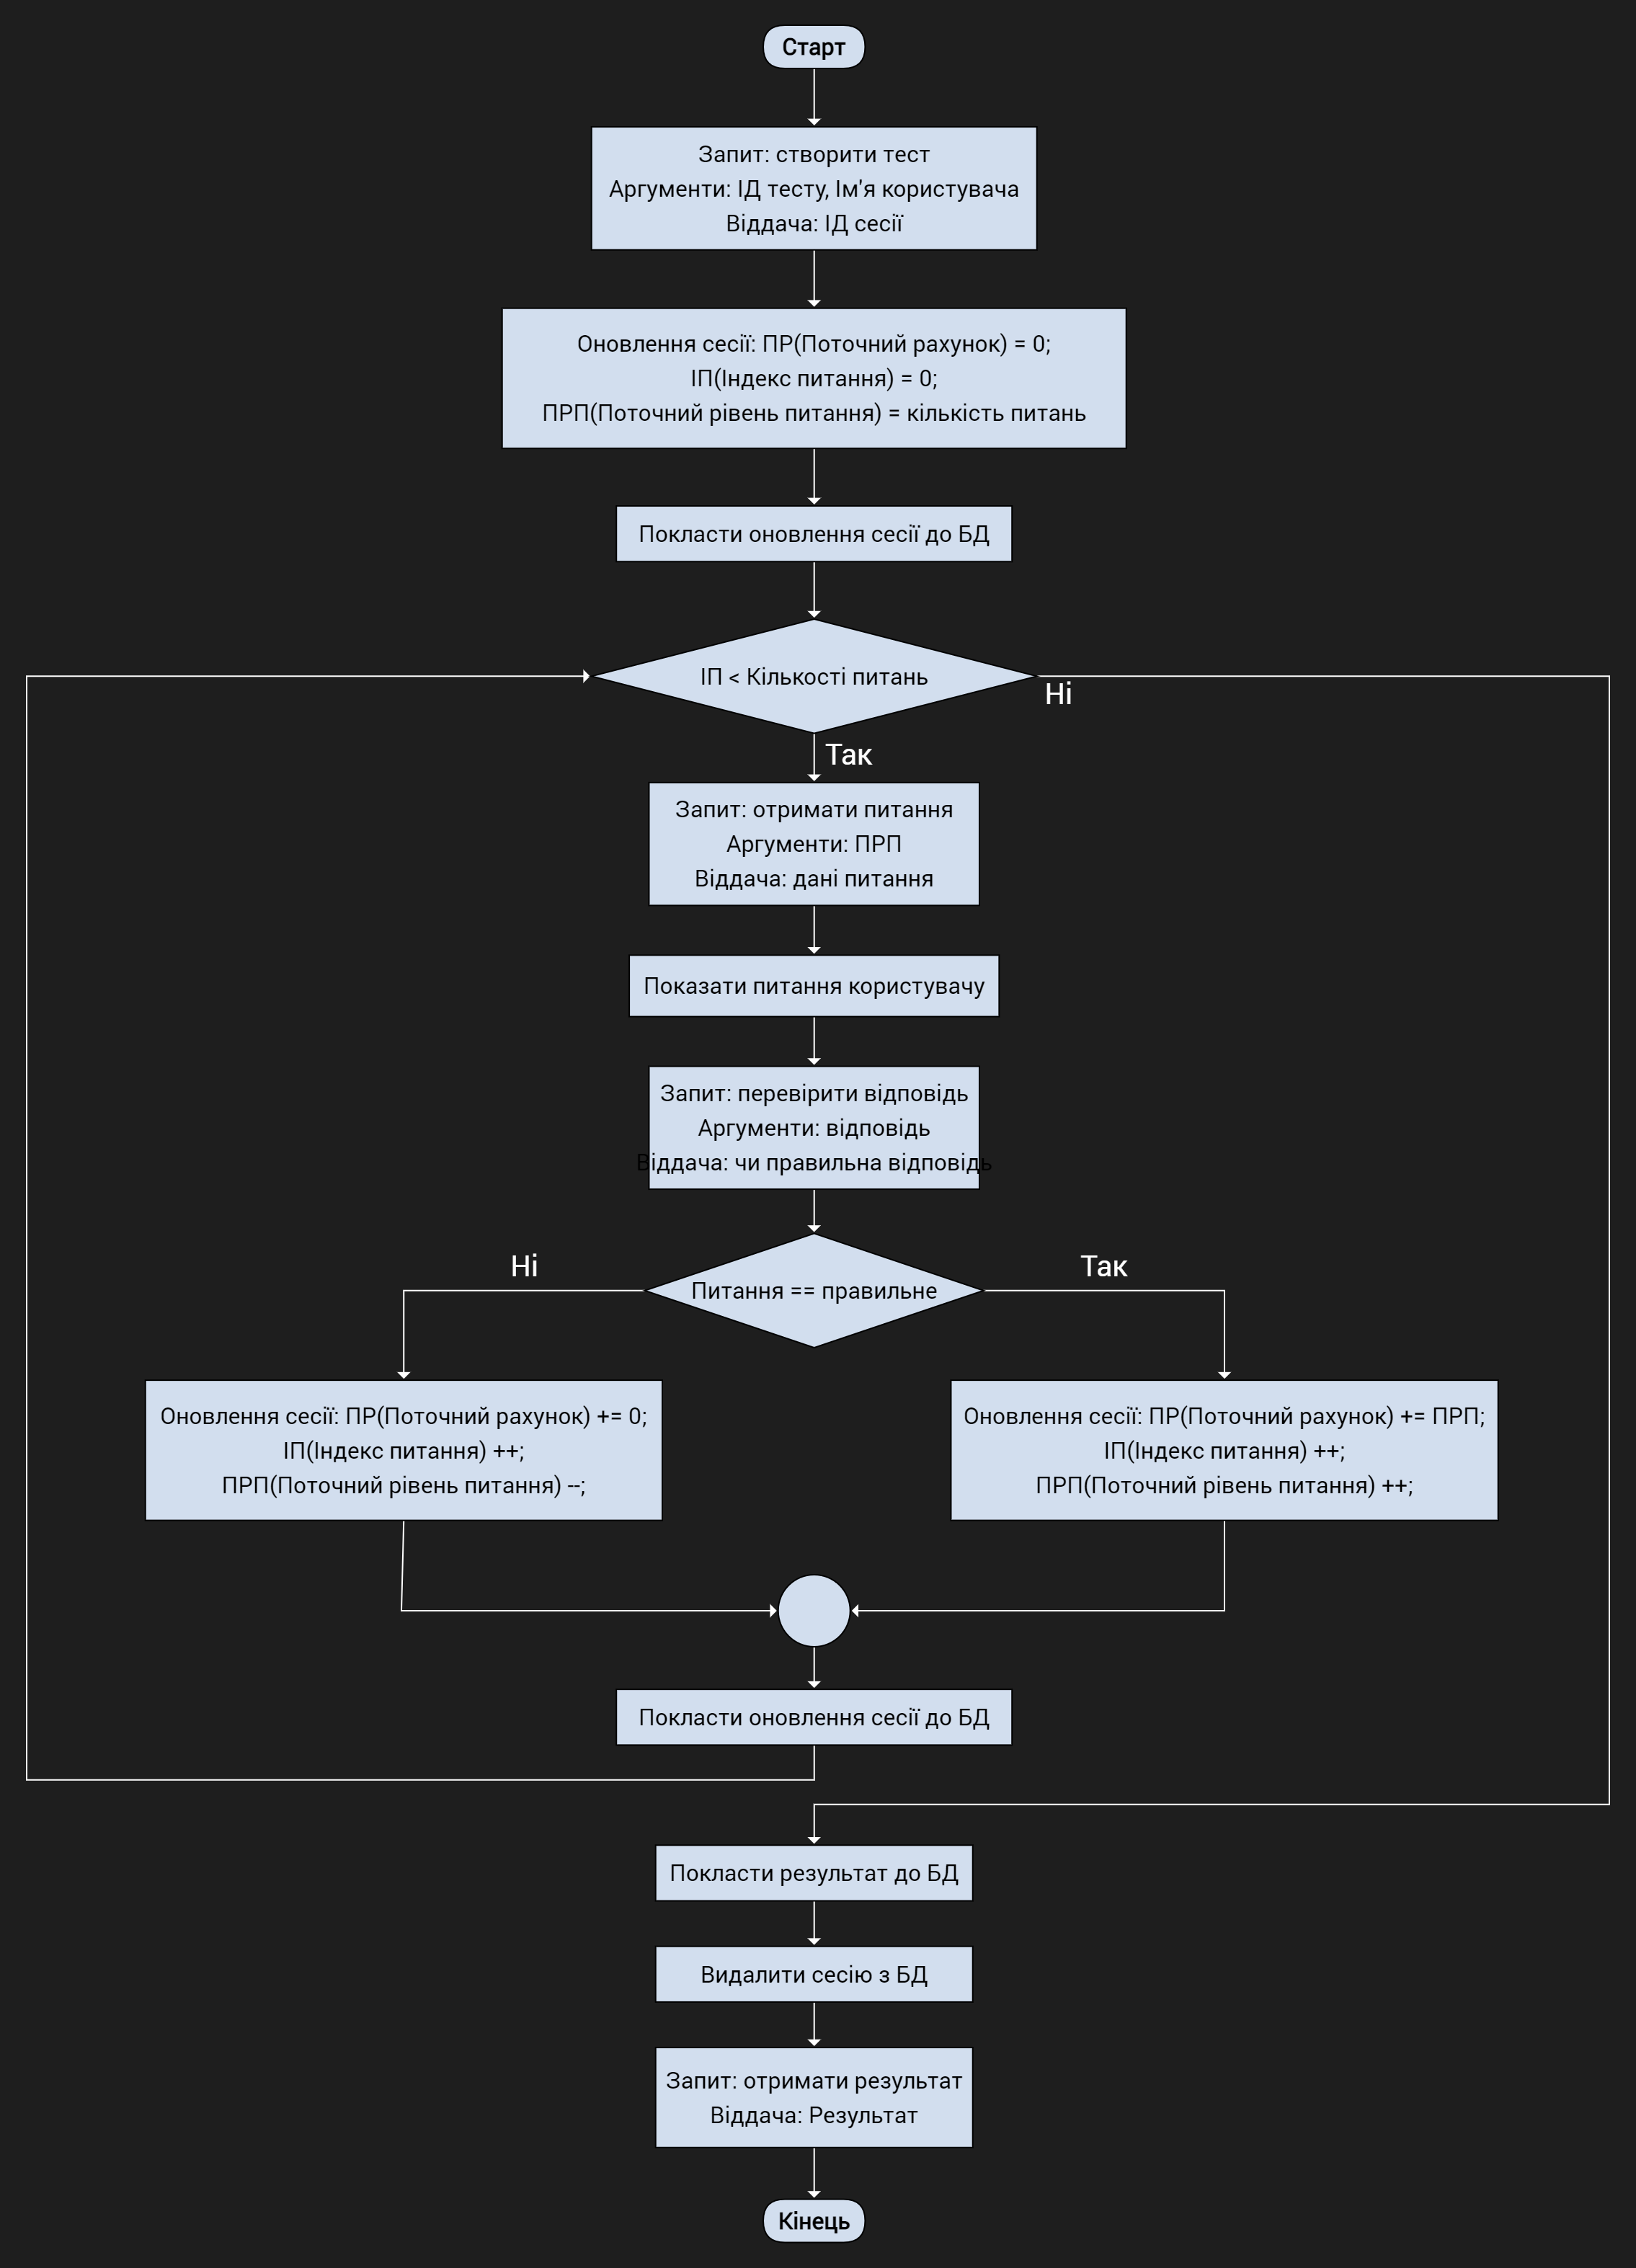 Старт
Запит: створити тест
Аргументи: ІД тесту, Ім'я користувача
Віддача: ІД сесії
Оновлення сесії: ПР(Поточний рахунок) = 0;
ІП(Індекс питання) = 0;
ПРП(Поточний рівень питання) = кількість питань
Покласти оновлення сесії до БД
ІП < Кількості питань
Ні
Так
Запит: отримати питання
Аргументи: ПРП
Віддача: дані питання
Показати питання користувачу
Запит: перевірити відповідь
Аргументи: відповідь
Віддача: чи правильна відповідь
Ні
Так
Питання == правильне
Оновлення сесії: ПР(Поточний рахунок) += 0;
ІП(Індекс питання) ++;
ПРП(Поточний рівень питання) --;
Оновлення сесії: ПР(Поточний рахунок) += ПРП;
ІП(Індекс питання) ++;
ПРП(Поточний рівень питання) ++;
Покласти оновлення сесії до БД
Покласти результат до БД
Видалити сесію з БД
Запит: отримати результат
Віддача: Результат
Кінець